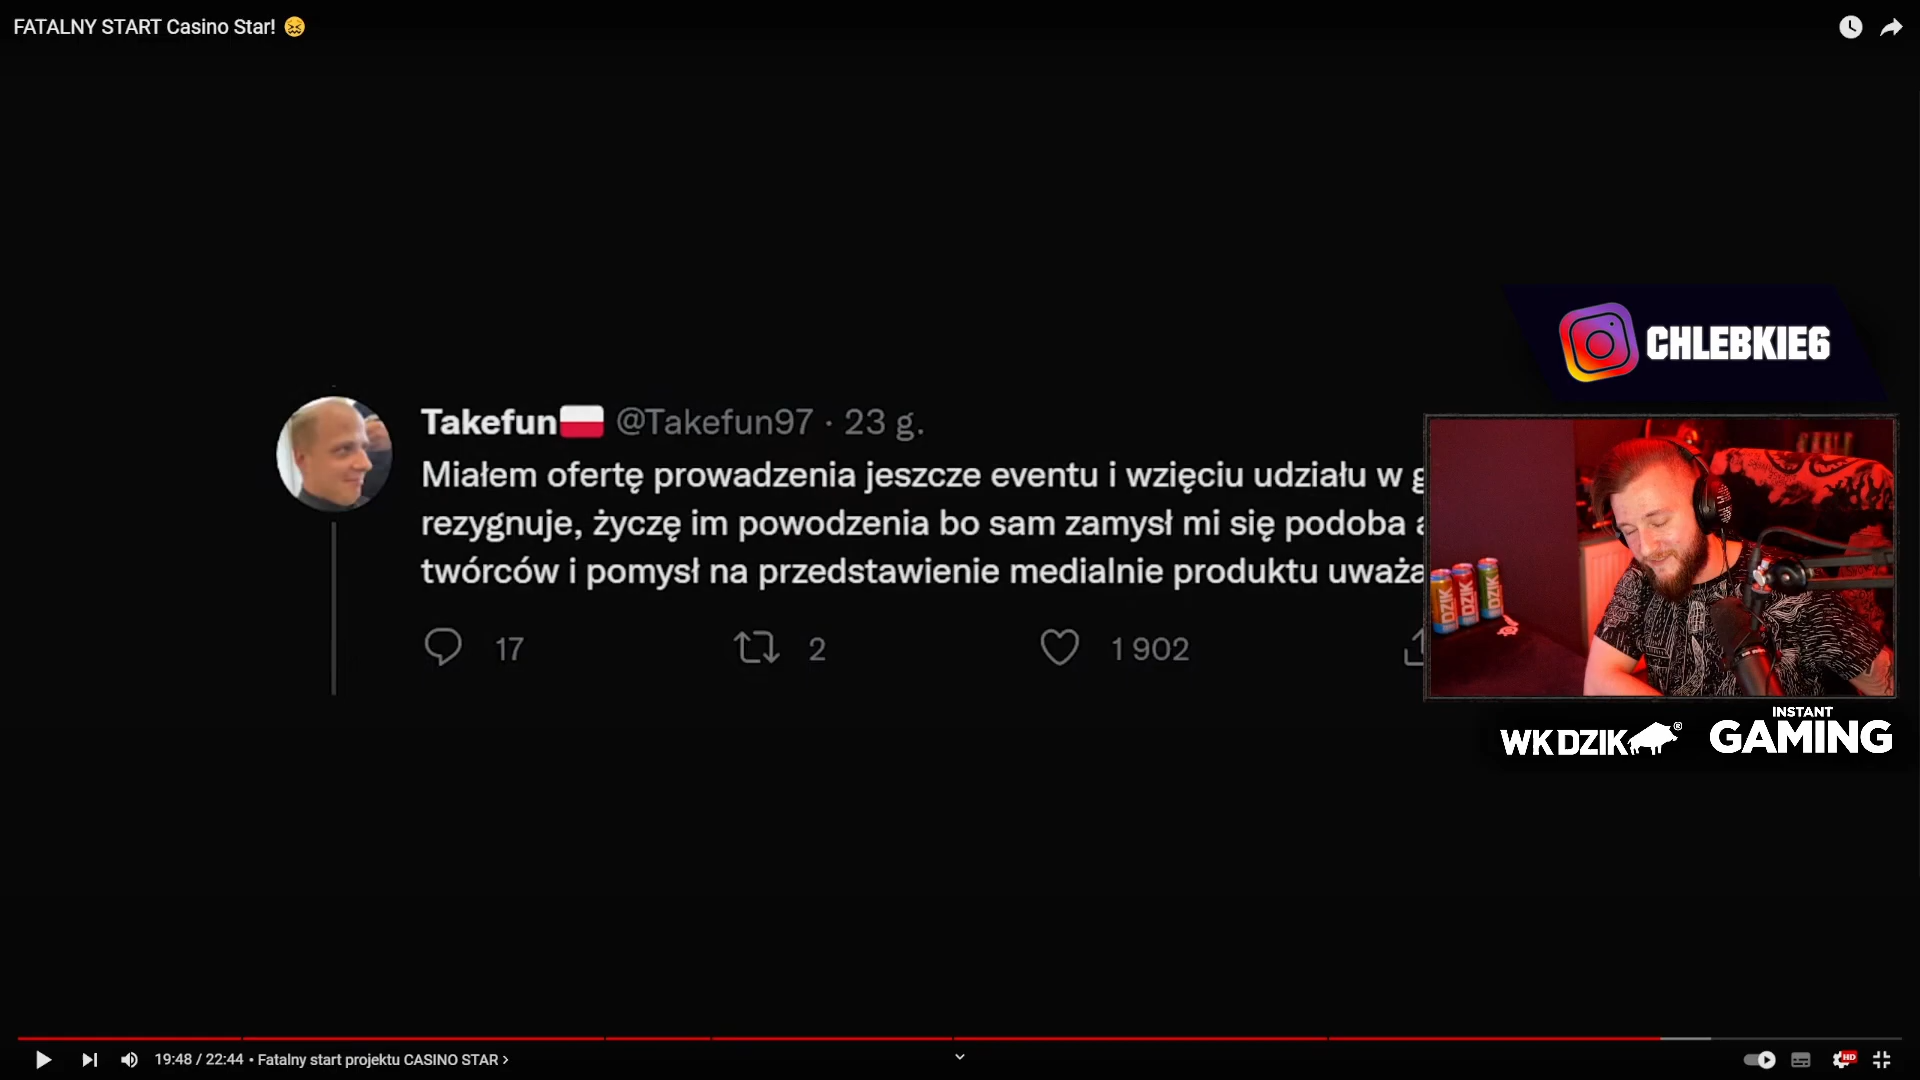 FATALNY START Casino Star! 😖
CHLEBKIE6
Takefun🇵🇱 @Takefun97 · 23 g.
Miałem ofertę prowadzenia jeszcze eventu i wzięciu udziału w
rezygnuje, życzę im powodzenia bo sam zamysł mi się podoba
twórców i pomysł na przedstawienie medialnie produktu
17 2 1 902
DZIK DZIK DZIK
WK DZIK®
INSTANT
GAMING
19:48 / 22:44 • Fatalny start projektu CASINO STAR ›
HD